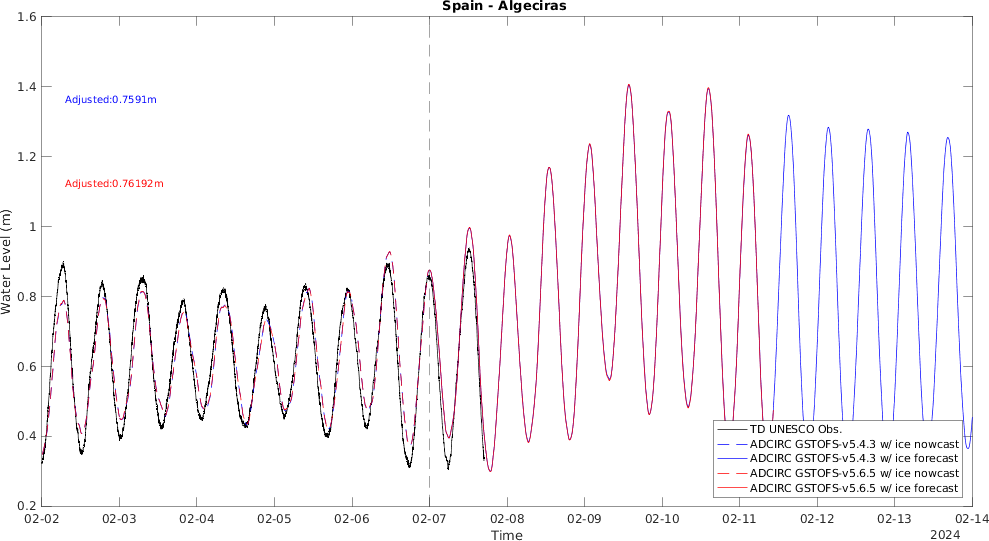 Spain - Algeciras
1.6
1.4
1.2
1
0.8
0.6
0.4
0.2
Water Level (m)
Adjusted:0.7591m
Adjusted:0.76192m
TD UNESCO Obs.
ADCIRC GSTOFS-v5.4.3 w/ ice nowcast
ADCIRC GSTOFS-v5.4.3 w/ ice forecast
ADCIRC GSTOFS-v5.6.5 w/ ice nowcast
ADCIRC GSTOFS-v5.6.5 w/ ice forecast
02-02 02-03 02-04 02-05 02-06 02-07 02-08 02-09 02-10 02-11 02-12 02-13 02-14
Time
2024